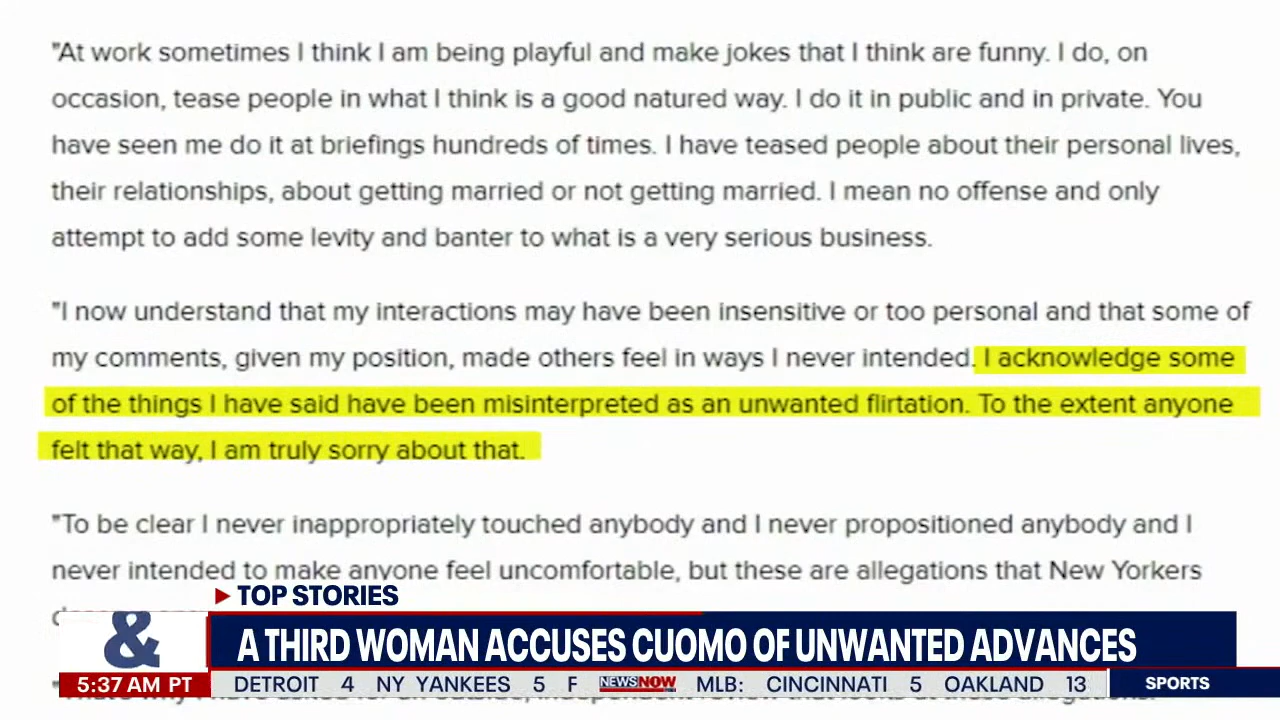 "At work sometimes I think I am being playful and make jokes that I think are funny. I do, on
occasion, tease people in what I think is a good natured way. I do it in public and in private. You
have seen me do it at briefings hundreds of times. I have teased people about their personal lives,
their relationships, about getting married or not getting married. I mean no offense and only
attempt to add some levity and banter to what is a very serious business.
"I now understand that my interactions may have been insensitive or too personal and that some of
my comments, given my position, made others feel in ways I never intended. I acknowledge some
of the things I have said have been misinterpreted as an unwanted flirtation. To the extent anyone
felt that way, I am truly sorry about that.
"To be clear I never inappropriately touched anybody and I never propositioned anybody and I
never intended to make anyone feel uncomfortable, but these are allegations that New Yorkers
TOP STORIES
&
A THIRD WOMAN ACCUSES CUOMO OF UNWANTED ADVANCES
5:37 AM PT DETROIT 4 NY YANKEES 5 F NEWSNOW MLB: CINCINNATI 5 OAKLAND 13 SPORTS